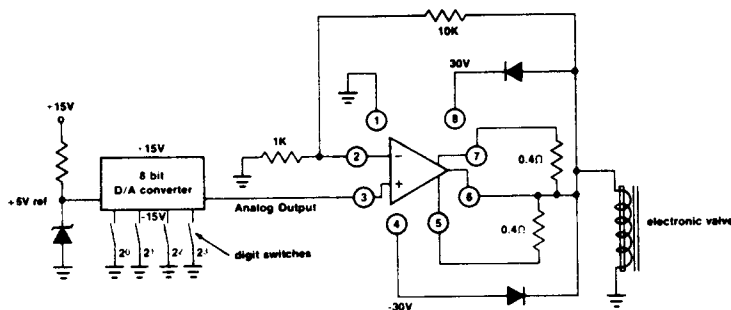 10K
30V
1
8
+15V
+15V
1K
2
−
7
0.4Ω
8 bit
D/A converter
+
6
+5V ref
Analog Output
3
-15V
4
5
0.4Ω
electronic valve
20
21
22
23
digit switches
-30V